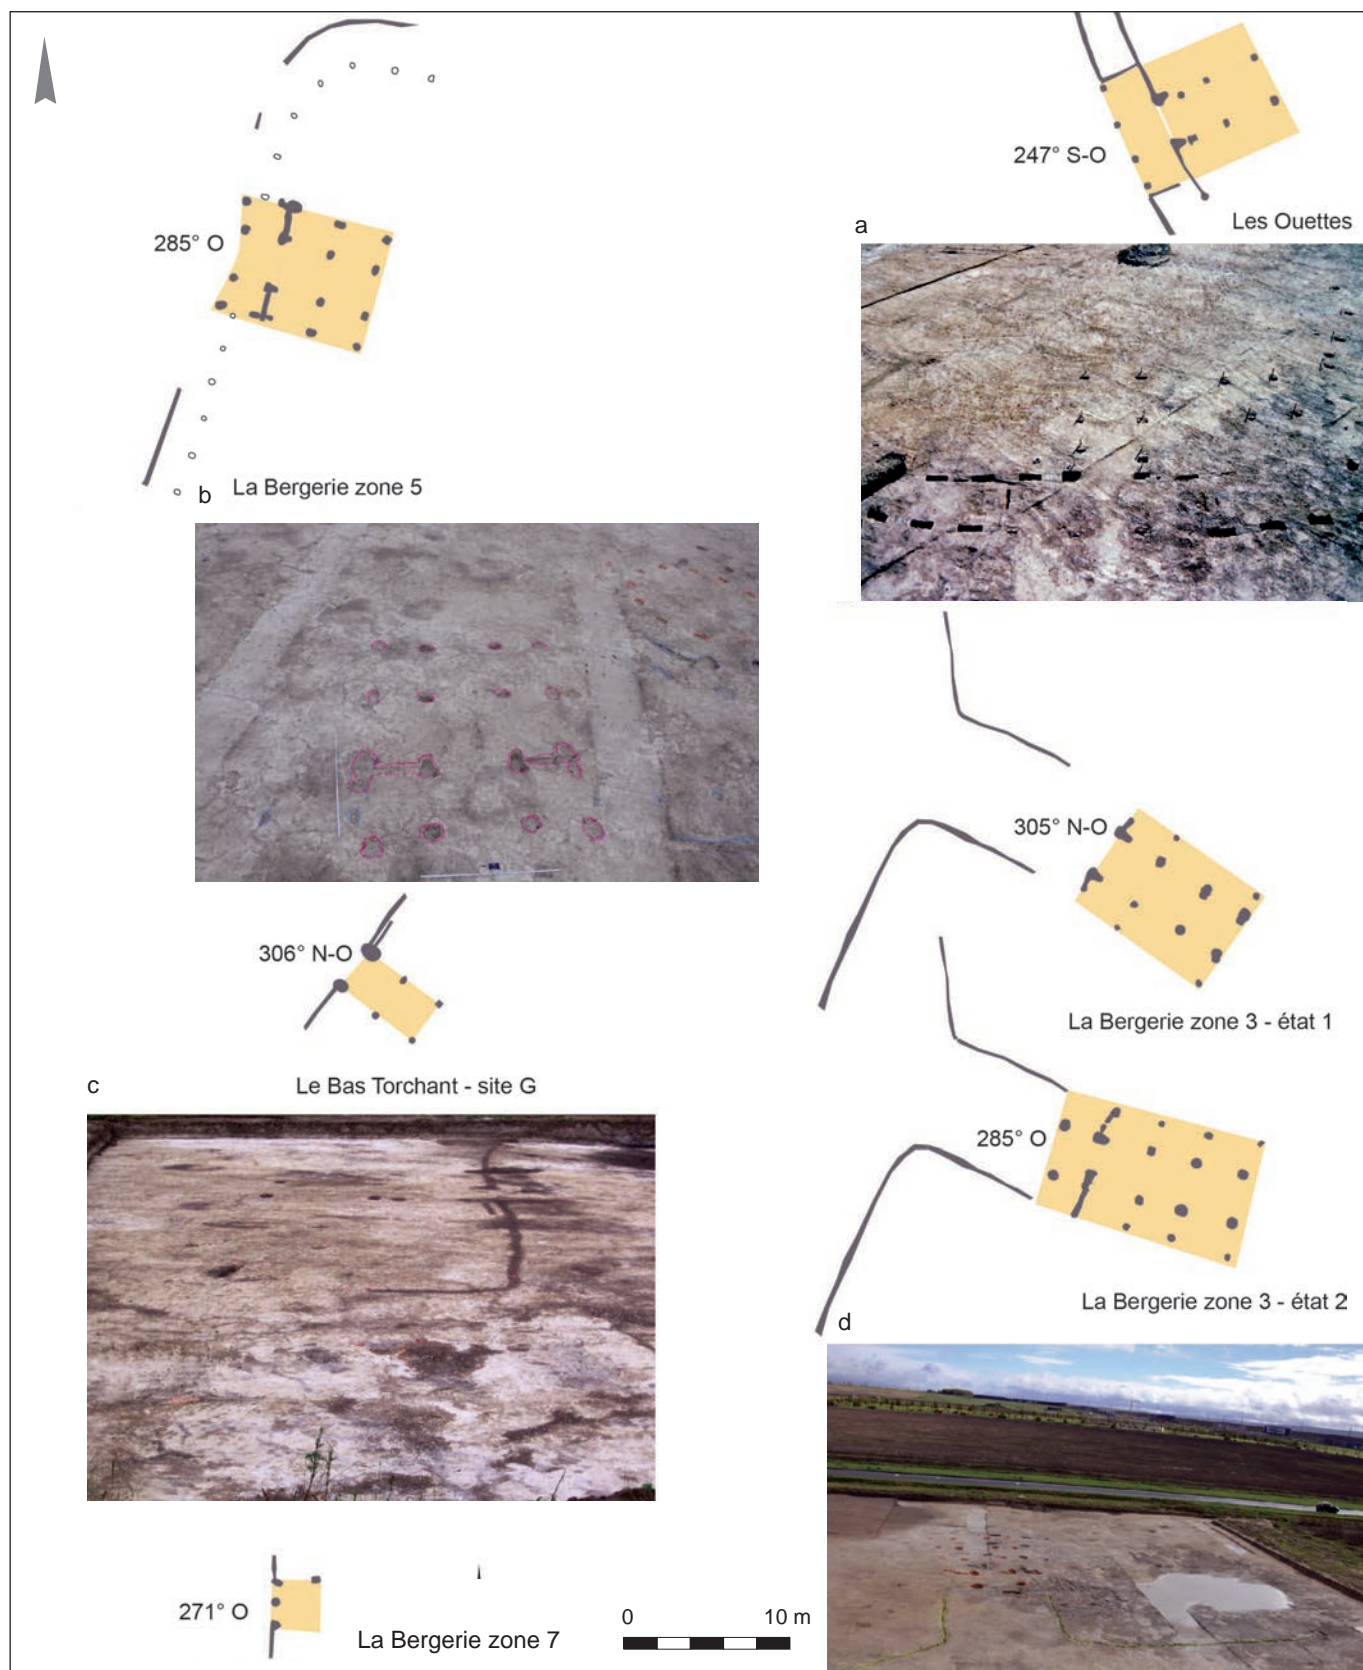 247° S-O
a
Les Ouettes
285° O
b
La Bergerie zone 5
305° N-O
La Bergerie zone 3 - état 1
306° N-O
c
Le Bas Torchant - site G
285° O
La Bergerie zone 3 - état 2
d
271° O
La Bergerie zone 7
0 10 m